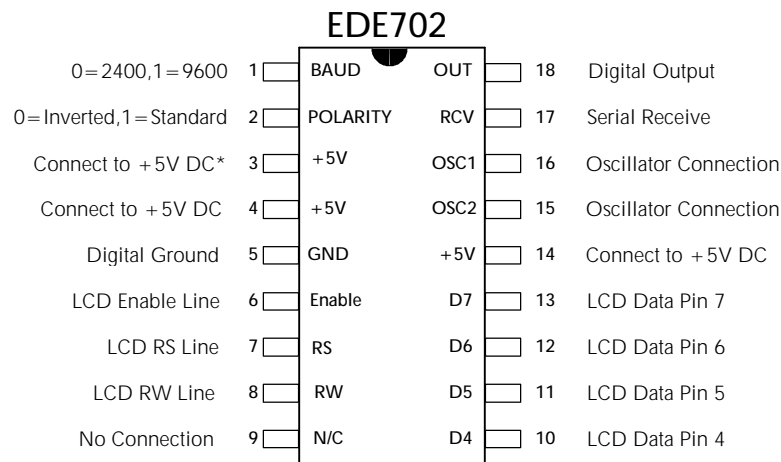 EDE702
0=2400,1=9600 1 BAUD OUT 18 Digital Output
0=Inverted,1=Standard 2 POLARITY RCV 17 Serial Receive
Connect to +5V DC* 3 +5V OSC1 16 Oscillator Connection
Connect to +5V DC 4 +5V OSC2 15 Oscillator Connection
Digital Ground 5 GND +5V 14 Connect to +5V DC
LCD Enable Line 6 Enable D7 13 LCD Data Pin 7
LCD RS Line 7 RS D6 12 LCD Data Pin 6
LCD RW Line 8 RW D5 11 LCD Data Pin 5
No Connection 9 N/C D4 10 LCD Data Pin 4